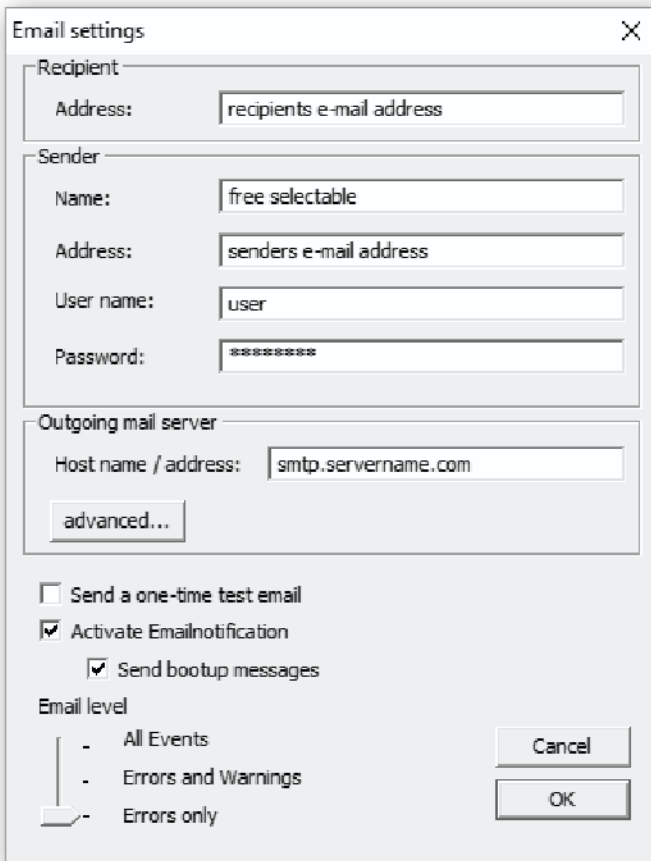 Email settings
Recipient
Address: recipients e-mail address
Sender
Name: free selectable
Address: senders e-mail address
User name: user
Password: ********
Outgoing mail server
Host name / address: smtp.servername.com
advanced...
Send a one-time test email
Activate Emailnotification
Send bootup messages
Email level
All Events
Errors and Warnings
Errors only
Cancel
OK